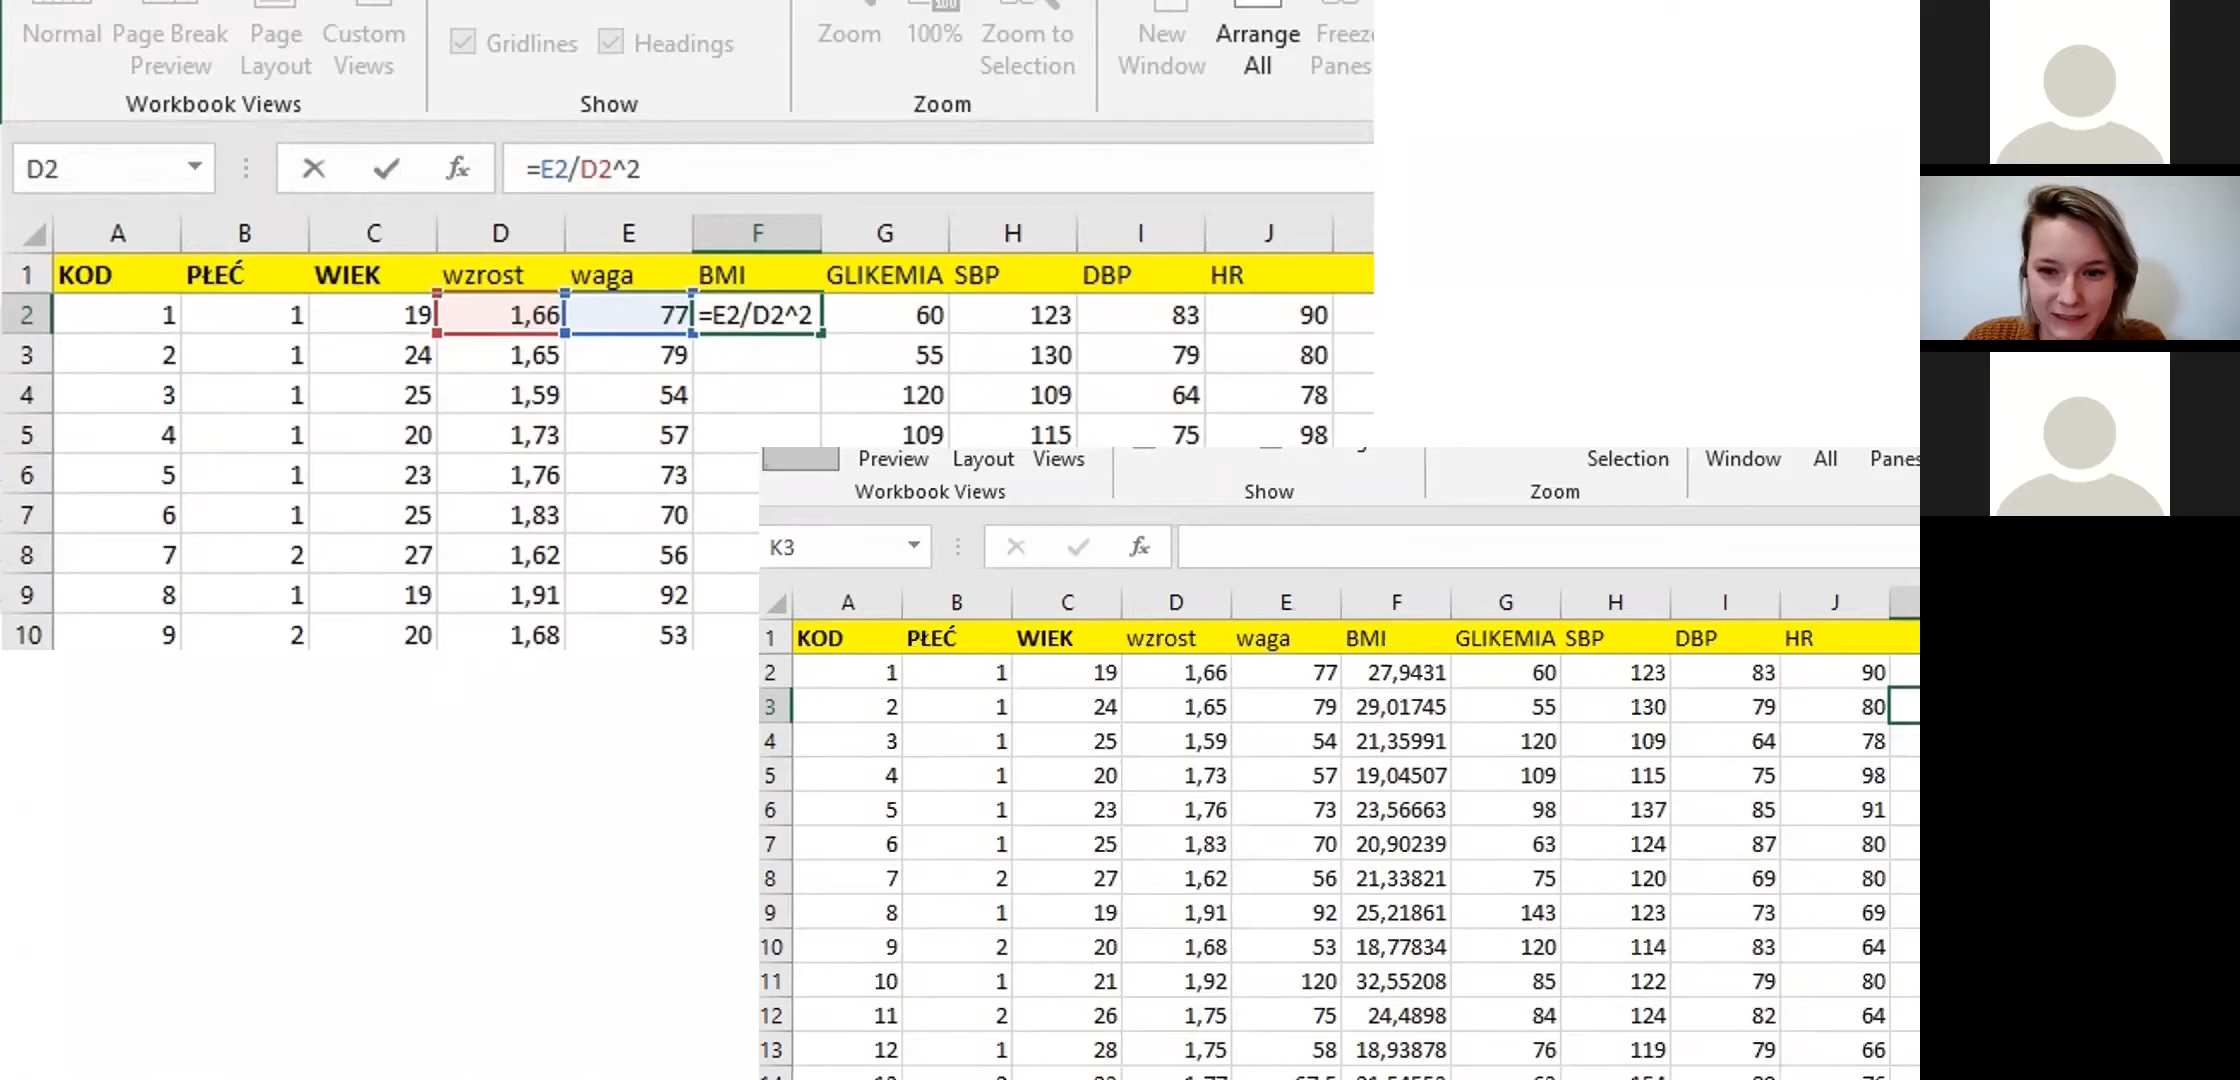 Normal Page Break Preview Page Layout Custom Views
Gridlines Headings
Zoom 100% Zoom to Selection
New Window Arrange All Freeze Panes
Workbook Views Show Zoom
D2 fx =E2/D2^2
A B C D E F G H I J
1 KOD PŁEĆ WIEK wzrost waga BMI GLIKEMIA SBP DBP HR
2 1 1 19 1,66 77 =E2/D2^2 60 123 83 90
3 2 1 24 1,65 79 55 130 79 80
4 3 1 25 1,59 54 120 109 64 78
5 4 1 20 1,73 57 109 115 75 98
6 5 1 23 1,76 73
7 6 1 25 1,83 70
8 7 2 27 1,62 56
9 8 1 19 1,91 92
10 9 2 20 1,68 53
Preview Layout Views Selection Window All Panes
Workbook Views Show Zoom
K3 fx
A B C D E F G H I J
1 KOD PŁEĆ WIEK wzrost waga BMI GLIKEMIA SBP DBP HR
2 1 1 19 1,66 77 27,9431 60 123 83 90
3 2 1 24 1,65 79 29,01745 55 130 79 80
4 3 1 25 1,59 54 21,35991 120 109 64 78
5 4 1 20 1,73 57 19,04507 109 115 75 98
6 5 1 23 1,76 73 23,56663 98 137 85 91
7 6 1 25 1,83 70 20,90239 63 124 87 80
8 7 2 27 1,62 56 21,33821 75 120 69 80
9 8 1 19 1,91 92 25,21861 143 123 73 69
10 9 2 20 1,68 53 18,77834 120 114 83 64
11 10 1 21 1,92 120 32,55208 85 122 79 80
12 11 2 26 1,75 75 24,4898 84 124 82 64
13 12 1 28 1,75 58 18,93878 76 119 79 66